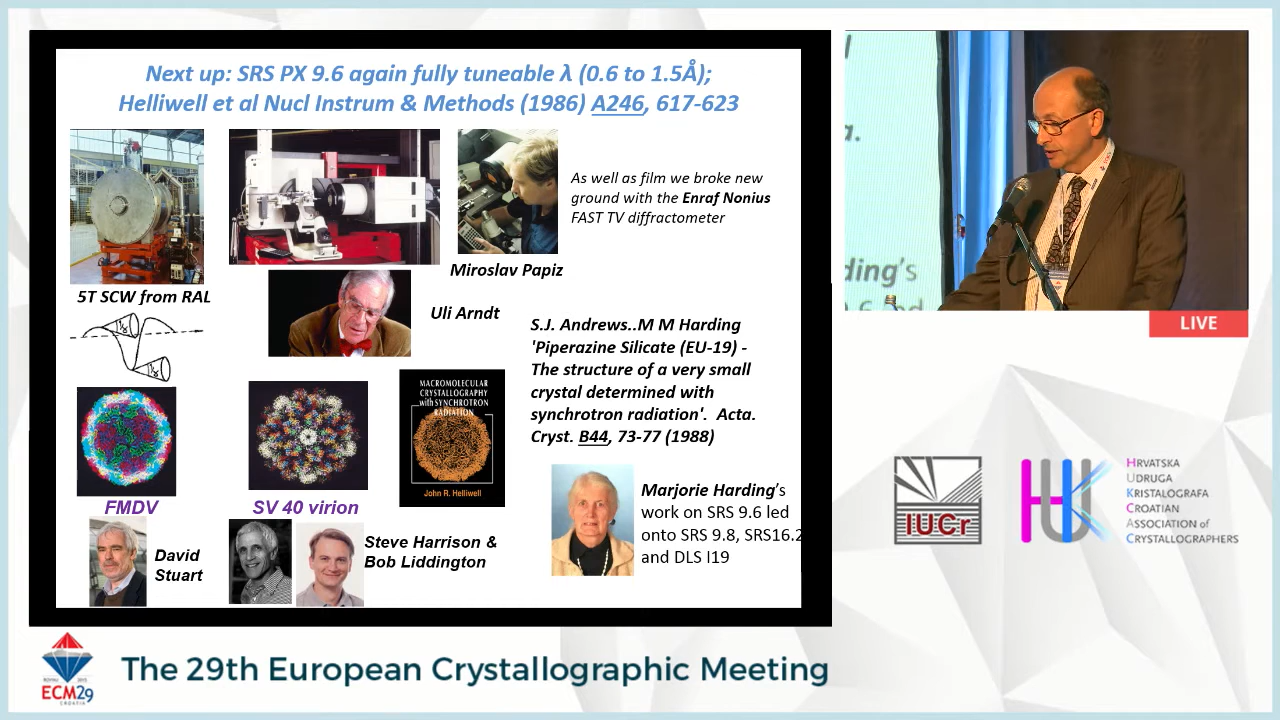 Next up: SRS PX 9.6 again fully tuneable λ (0.6 to 1.5Å);
Helliwell et al Nucl Instrum & Methods (1986) A246, 617-623
As well as film we broke new
ground with the Enraf Nonius
FAST TV diffractometer
Miroslav Papiz
5T SCW from RAL
Uli Arndt
S.J. Andrews..M M Harding
'Piperazine Silicate (EU-19) -
The structure of a very small
crystal determined with
synchrotron radiation'. Acta.
Cryst. B44, 73-77 (1988)
MACROMOLECULAR
CRYSTALLOGRAPHY
with SYNCHROTRON
RADIATION
John R. Helliwell
FMDV
SV 40 virion
Marjorie Harding's
work on SRS 9.6 led
onto SRS 9.8, SRS16.2
and DLS I19
David
Stuart
Steve Harrison &
Bob Liddington
a.
ding's
9.6 led
LIVE
IUCr
HUK
HRVATSKA
UDRUGA
KRISTALOGRAFA
CROATIAN
ASSOCIATION of
CRYSTALLOGRAPHERS
ECM29
CROATIA
The 29th European Crystallographic Meeting